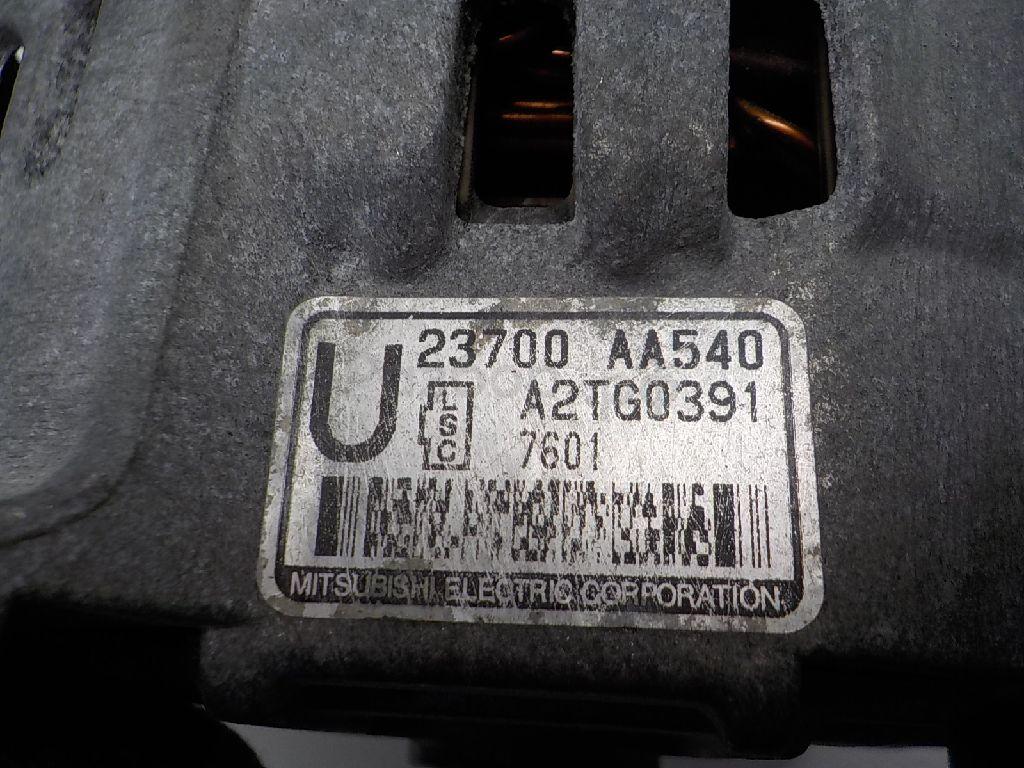 U
23700 AA540
LSC
A2TG0391
7601
MITSUBISHI ELECTRIC CORPORATION